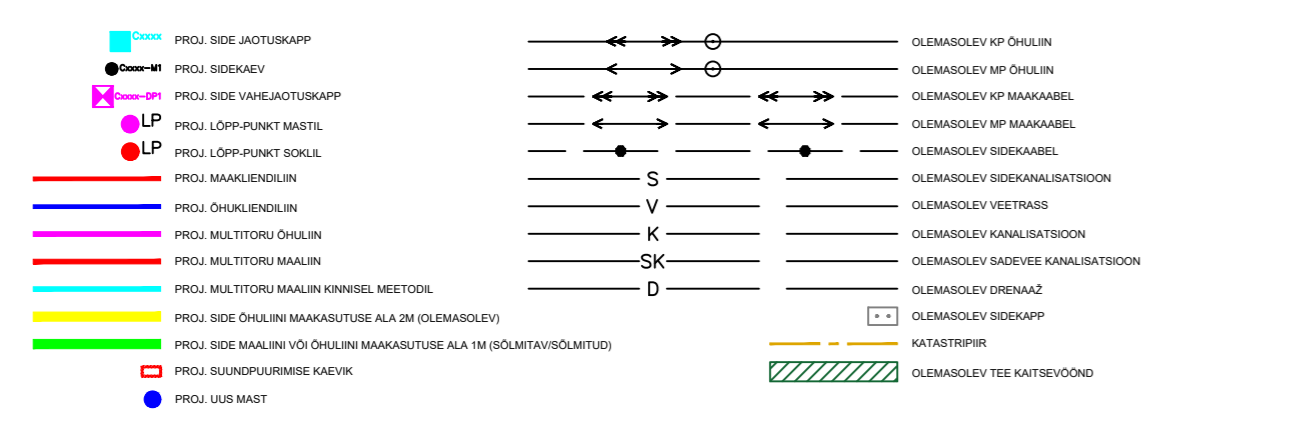 Cxxxx PROJ. SIDE JAOTUSKAPP
Cxxxx-M1 PROJ. SIDEKAEV
Cxxxx-DP1 PROJ. SIDE VAHEJAOTUSKAPP
LP PROJ. LÕPP-PUNKT MASTIL
LP PROJ. LÕPP-PUNKT SOKLIL
PROJ. MAAKLIENDILIIN
PROJ. ÕHUKLIENDILIIN
PROJ. MULTITORU ÕHULIIN
PROJ. MULTITORU MAALIIN
PROJ. MULTITORU MAALIIN KINNISEL MEETODIL
PROJ. SIDE ÕHULIINI MAAKASUTUSE ALA 2M (OLEMASOLEV)
PROJ. SIDE MAALIINI VÕI ÕHULIINI MAAKASUTUSE ALA 1M (SÕLMITAV/SÕLMITUD)
PROJ. SUUNDPUURIMISE KAEVIK
PROJ. UUS MAST
OLEMASOLEV KP ÕHULIIN
OLEMASOLEV MP ÕHULIIN
OLEMASOLEV KP MAAKAABEL
OLEMASOLEV MP MAAKAABEL
OLEMASOLEV SIDEKAABEL
S OLEMASOLEV SIDEKANALISATSIOON
V OLEMASOLEV VEETRASS
K OLEMASOLEV KANALISATSIOON
SK OLEMASOLEV SADEVEE KANALISATSIOON
D OLEMASOLEV DRENAAŽ
OLEMASOLEV SIDEKAPP
KATASTRIPIIR
OLEMASOLEV TEE KAITSEVÖÖND